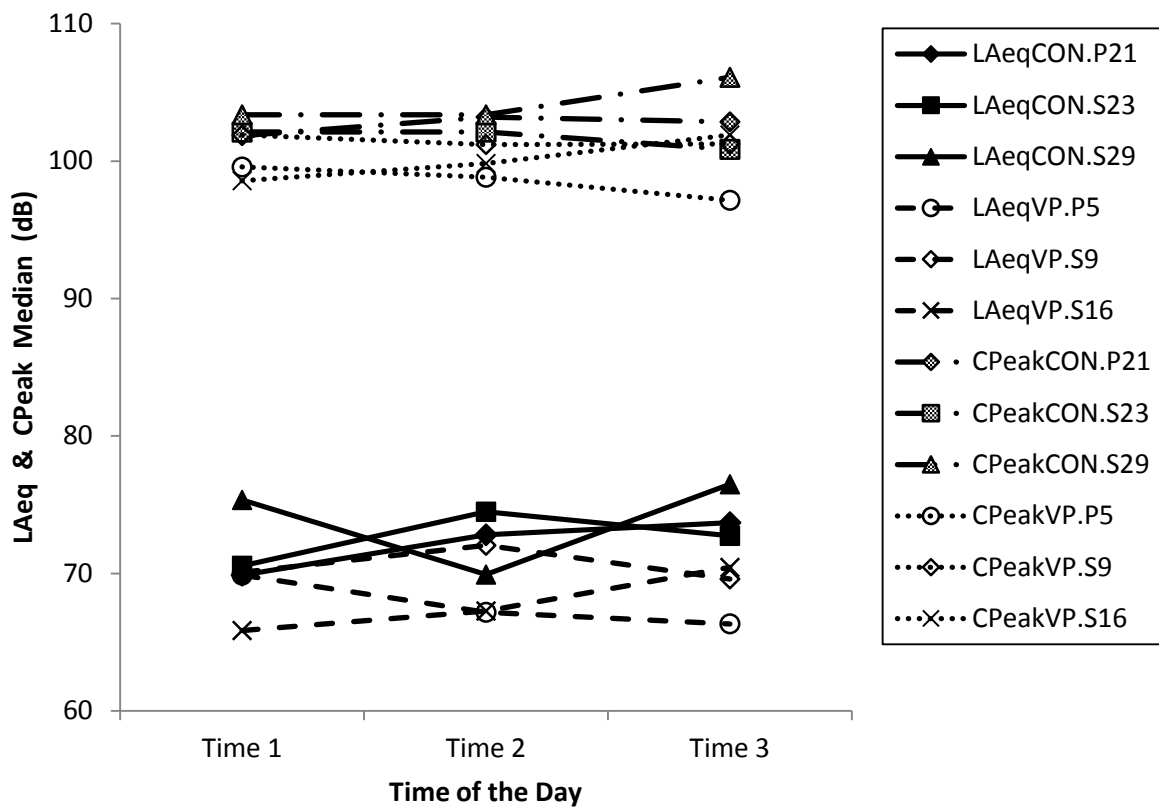 110
100
90
80
70
60
LAeq & CPeak Median (dB)
Time 1
Time 2
Time 3
Time of the Day
LAeqCON.P21
LAeqCON.S23
LAeqCON.S29
LAeqVP.P5
LAeqVP.S9
LAeqVP.S16
CPeakCON.P21
CPeakCON.S23
CPeakCON.S29
CPeakVP.P5
CPeakVP.S9
CPeakVP.S16